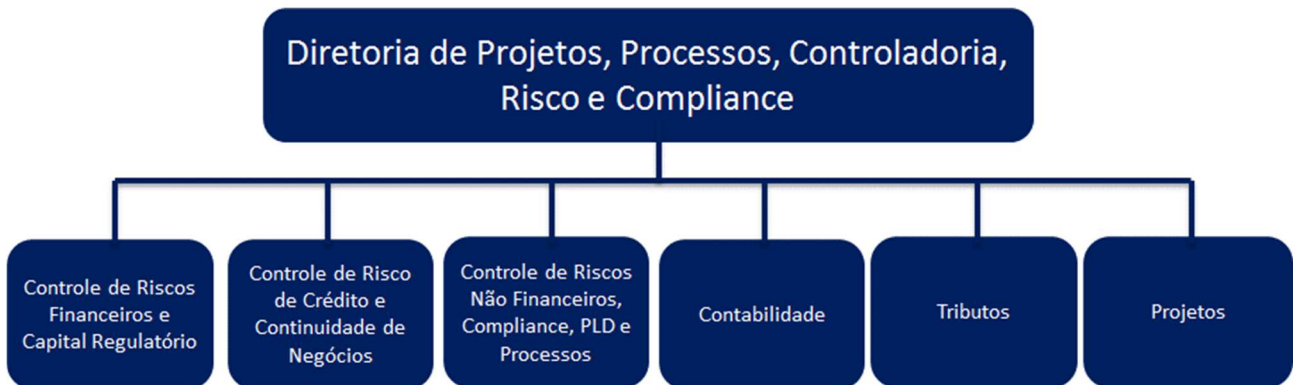 Diretoria de Projetos, Processos, Controladoria,
Risco e Compliance
Controle de Riscos
Financeiros e
Capital Regulatório
Controle de Risco
de Crédito e
Continuidade de
Negócios
Controle de Riscos
Não Financeiros,
Compliance, PLD e
Processos
Contabilidade
Tributos
Projetos